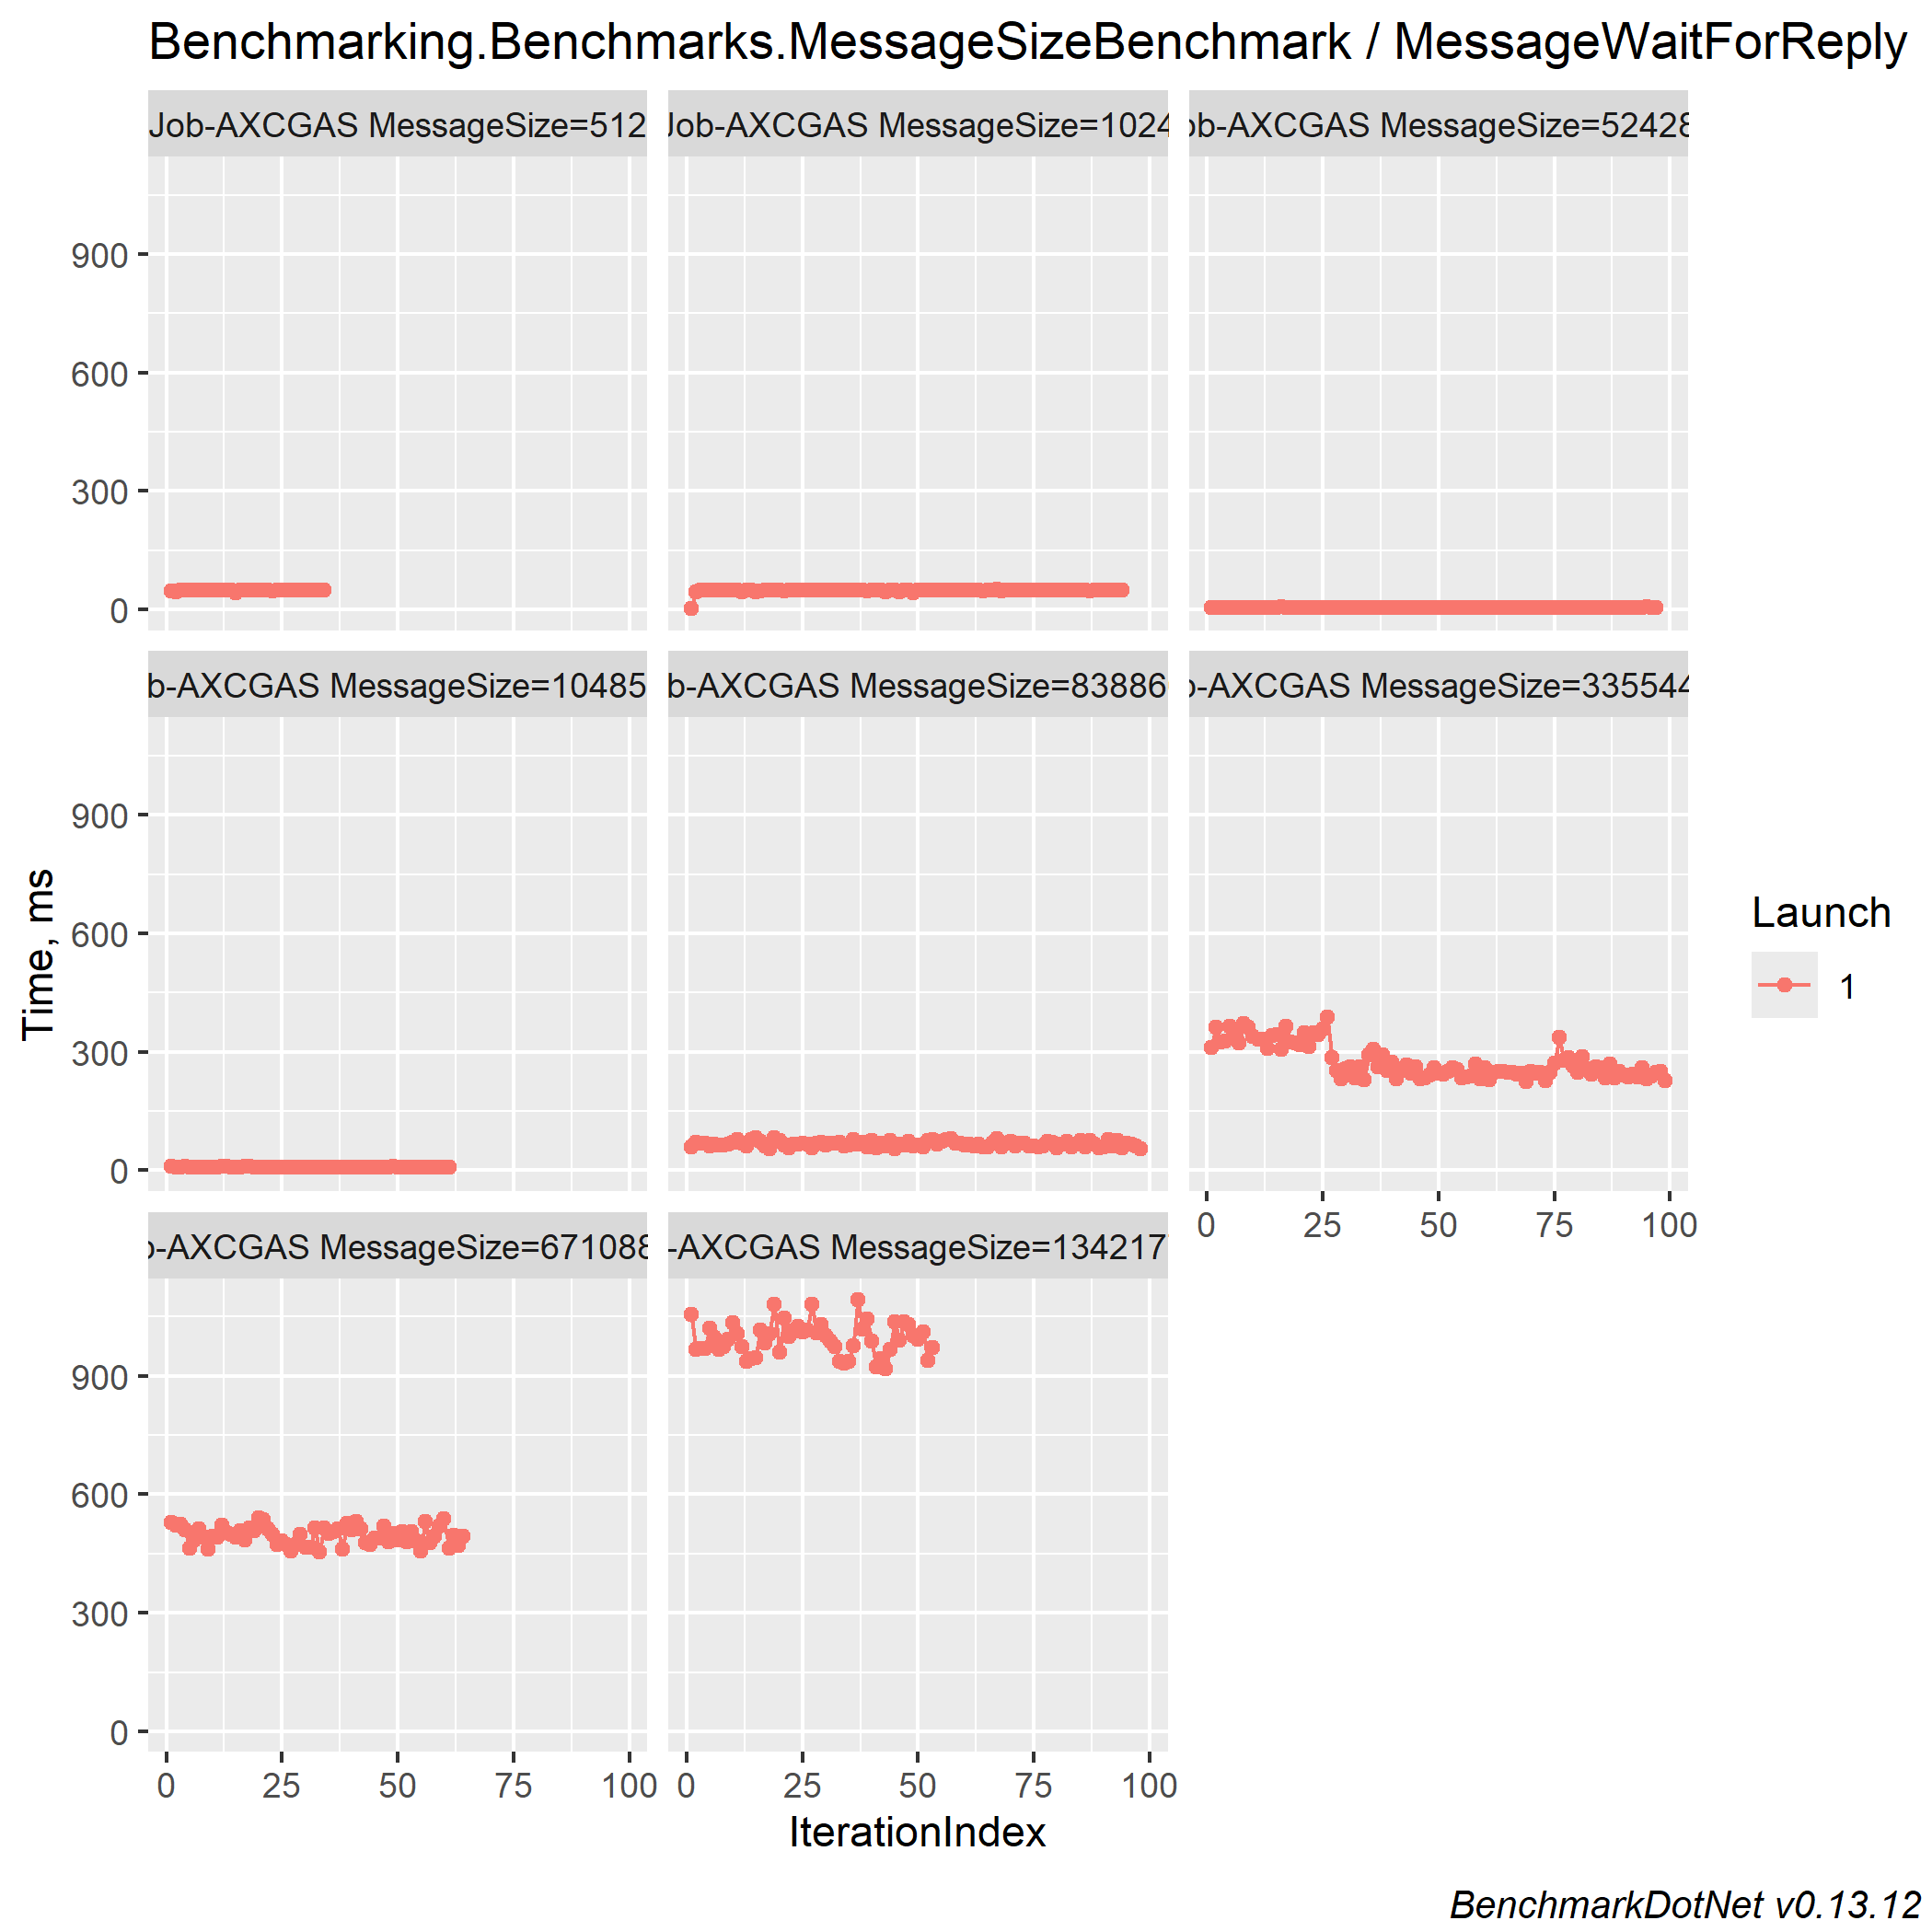 Benchmarking.Benchmarks.MessageSizeBenchmark / MessageWaitForReply
Job-AXCGAS MessageSize=512
Job-AXCGAS MessageSize=1024
ob-AXCGAS MessageSize=52428
900
600
300
0
b-AXCGAS MessageSize=10485
b-AXCGAS MessageSize=83886
o-AXCGAS MessageSize=335544
900
600
300
0
0 25 50 75 100
o-AXCGAS MessageSize=671088
-AXCGAS MessageSize=134217
900
600
300
0
0 25 50 75 100
0 25 50 75 100
Time, ms
IterationIndex
Launch
1
BenchmarkDotNet v0.13.12